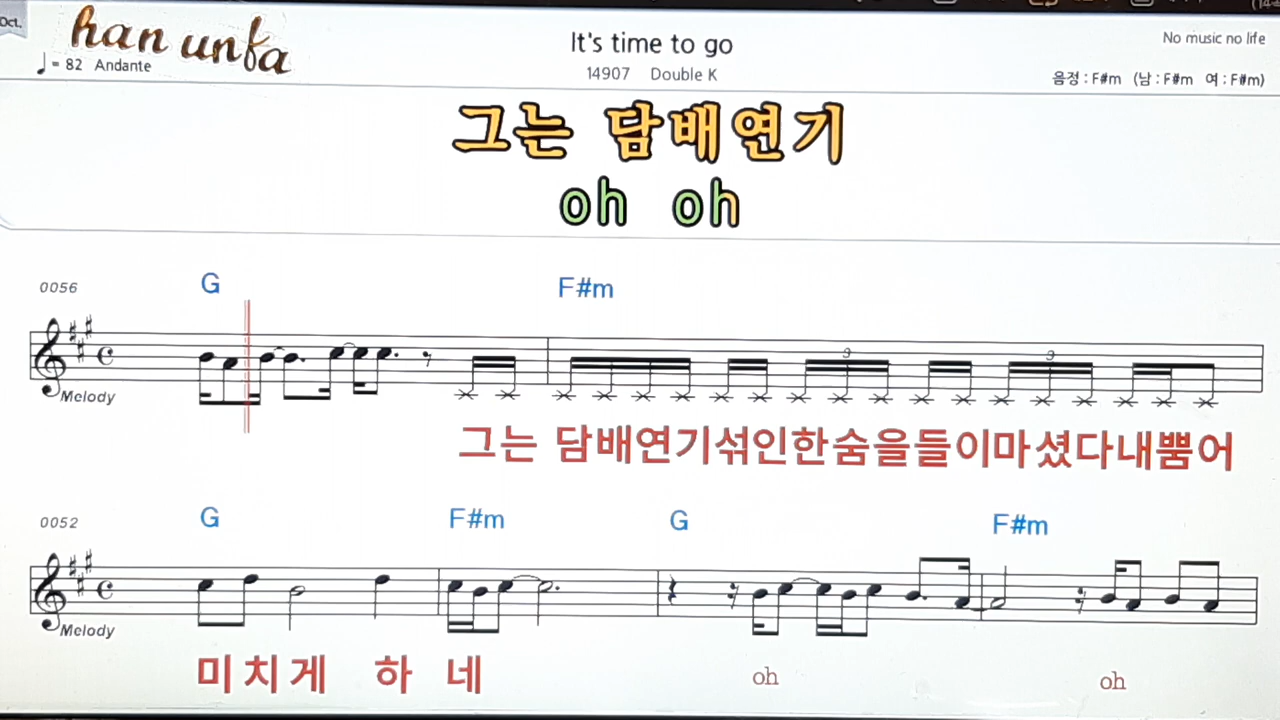 Oct.
han unfa
♩= 82 Andante
It's time to go
14907 Double K
No music no life
음정 : F#m (남 : F#m 여 : F#m)
그는 담배연기
oh oh
0056
G F#m
3 3
Melody
그는 담배연기섞인한숨을들이마셨다내뿜어
0052
G F#m G F#m
Melody
미치게 하네
oh oh